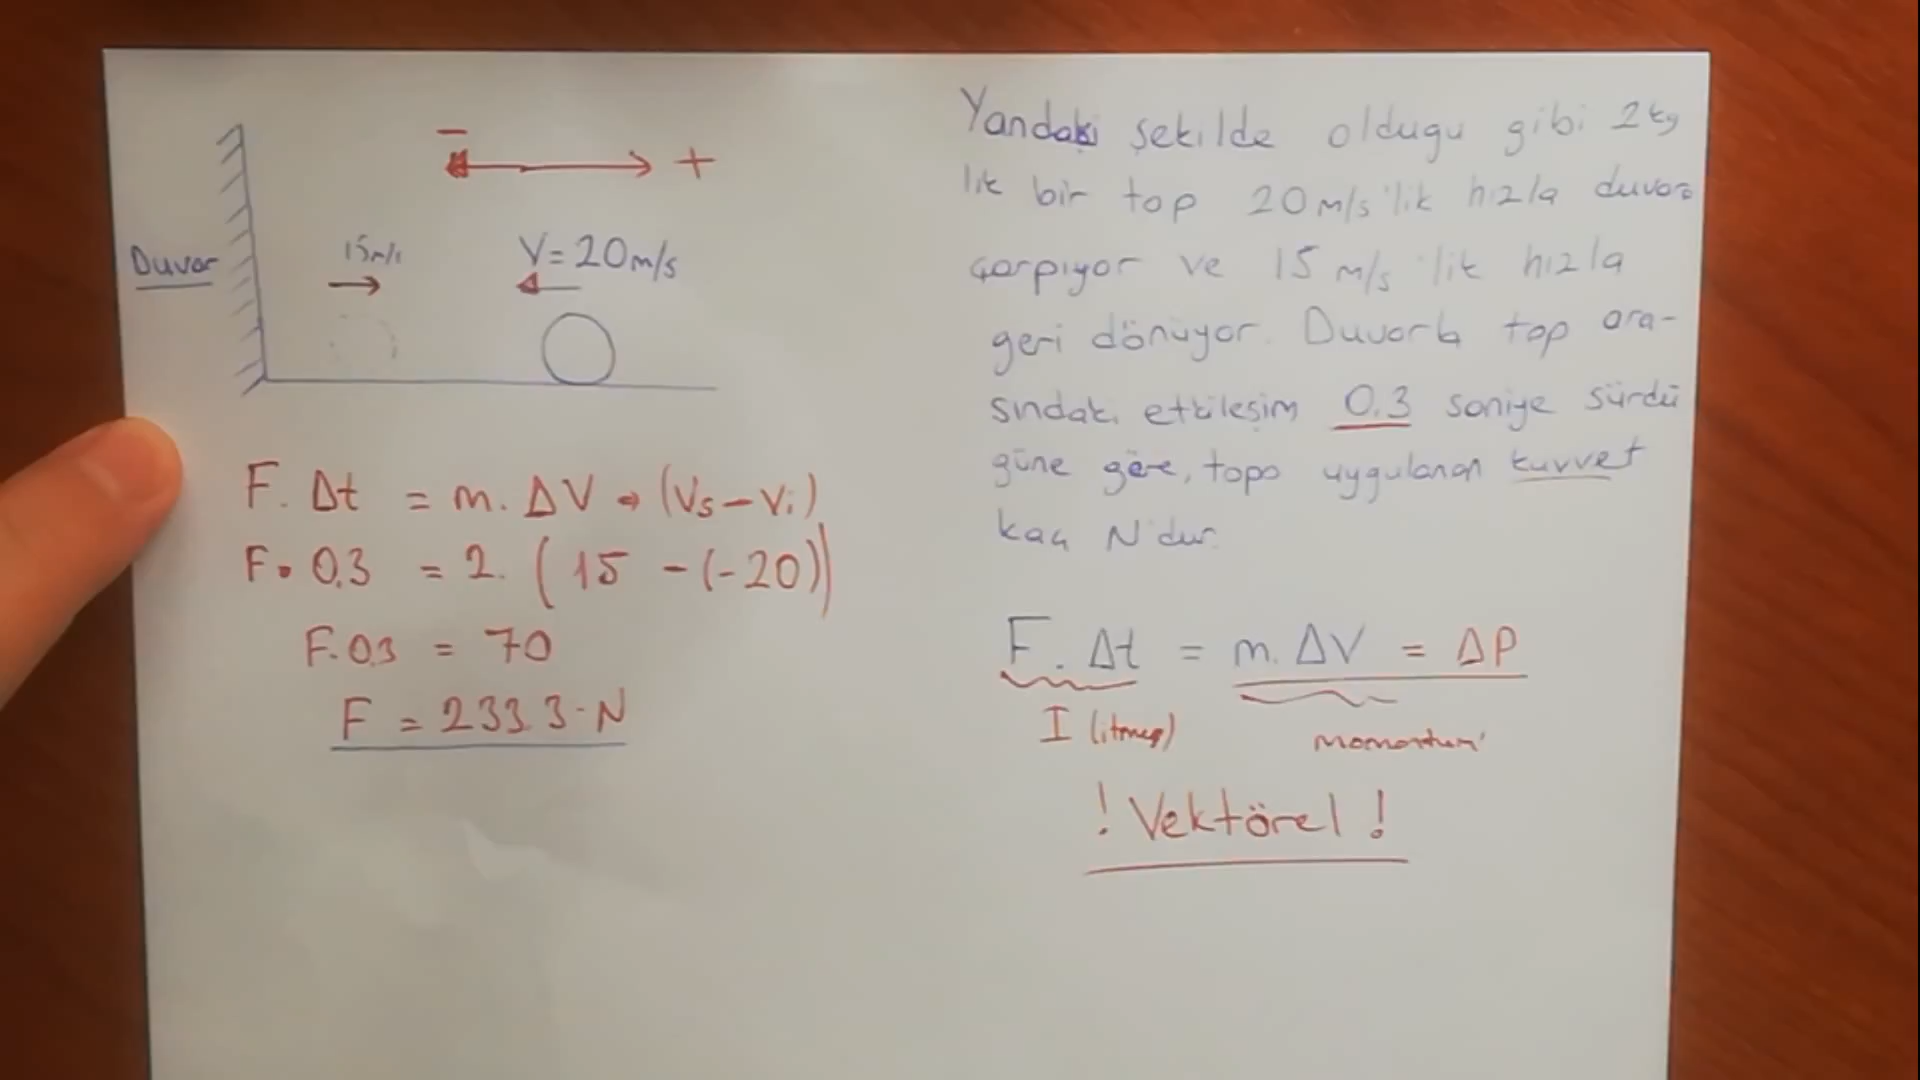 - +
Duvar
15m/s
V=20m/s
F. Δt = m. ΔV → (Vs - Vi)
F. 0.3 = 2. (15 - (-20))
F. 0.3 = 70
F = 233.3 N
Yandaki şekilde olduğu gibi 2kg
lık bir top 20m/s'lik hızla duvara
çarpıyor ve 15 m/s 'lik hızla
geri dönüyor. Duvarla top ara-
sındaki etkileşim 0.3 saniye sürdü
güne göre, topa uygulanan kuvvet
kaç N'dur.
F. Δt = m. ΔV = ΔP
I (itme) momentum
! Vektörel !